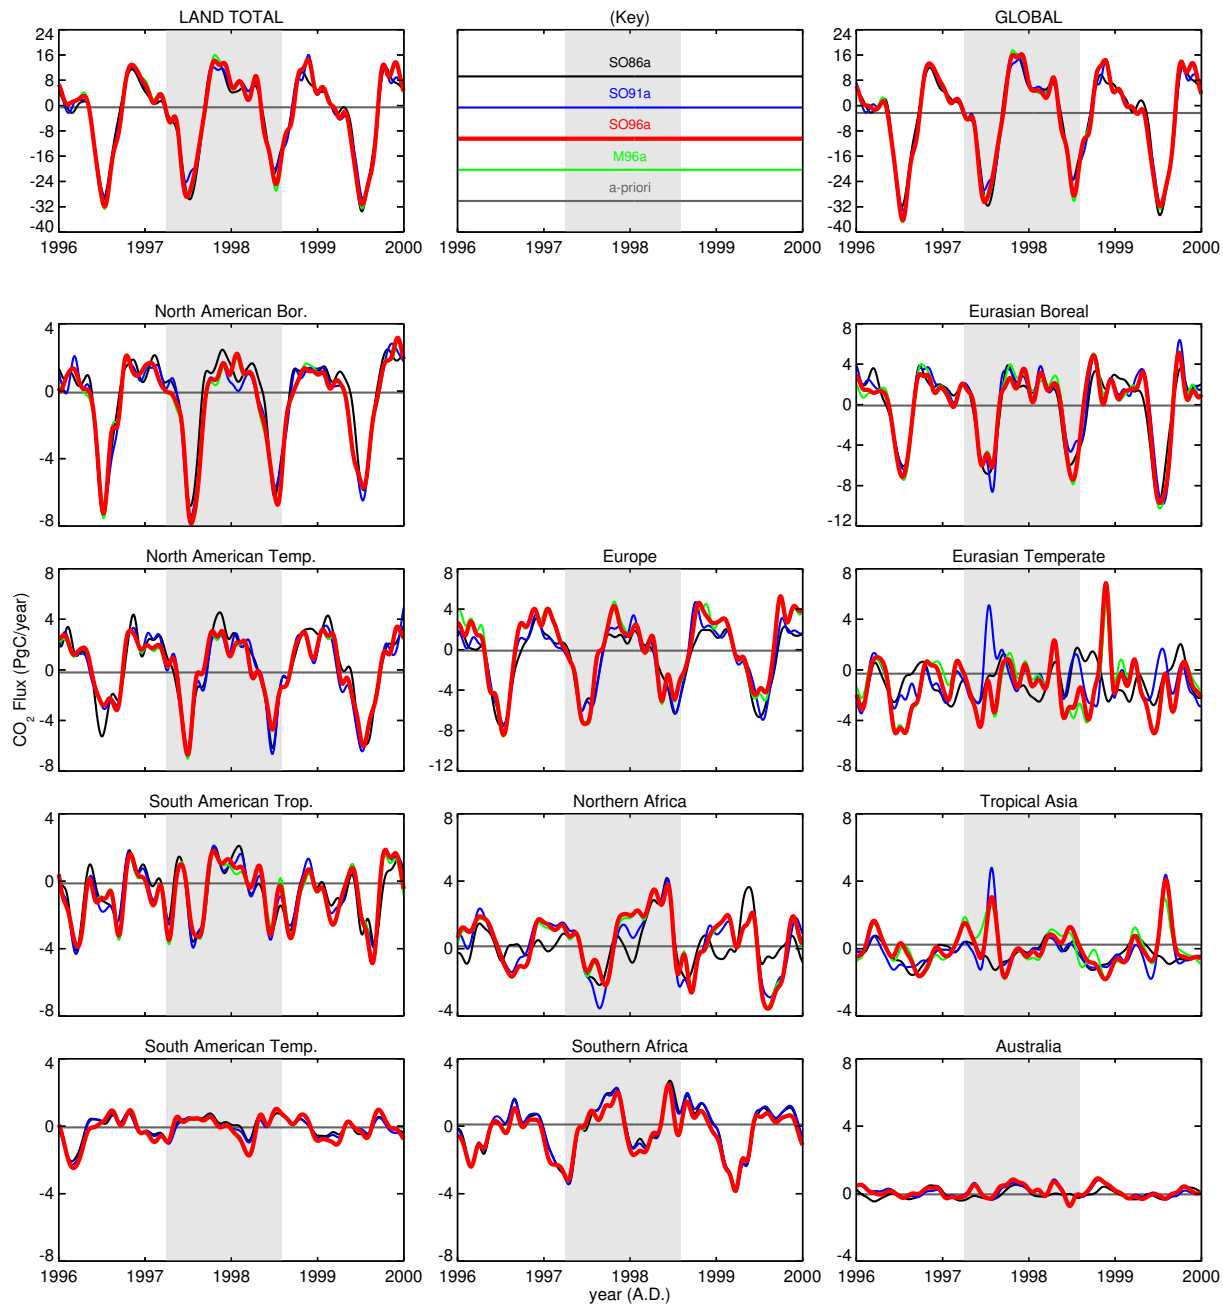 LAND TOTAL
24
16
8
0
-8
-16
-24
-32
-40
1996 1997 1998 1999 2000
(Key)
SO86a
SO91a
SO96a
M96a
a-priori
1996 1997 1998 1999 2000
GLOBAL
24
16
8
0
-8
-16
-24
-32
-40
1996 1997 1998 1999 2000
North American Bor.
4
0
-4
-8
Eurasian Boreal
8
4
0
-4
-8
-12
CO2 Flux (PgC/year)
North American Temp.
8
4
0
-4
-8
Europe
8
4
0
-4
-8
-12
Eurasian Temperate
8
4
0
-4
-8
South American Trop.
4
0
-4
-8
Northern Africa
8
4
0
-4
Tropical Asia
8
4
0
-4
South American Temp.
4
0
-4
-8
1996 1997 1998 1999 2000
Southern Africa
4
0
-4
-8
1996 1997 1998 1999 2000
year (A.D.)
Australia
8
4
0
-4
1996 1997 1998 1999 2000